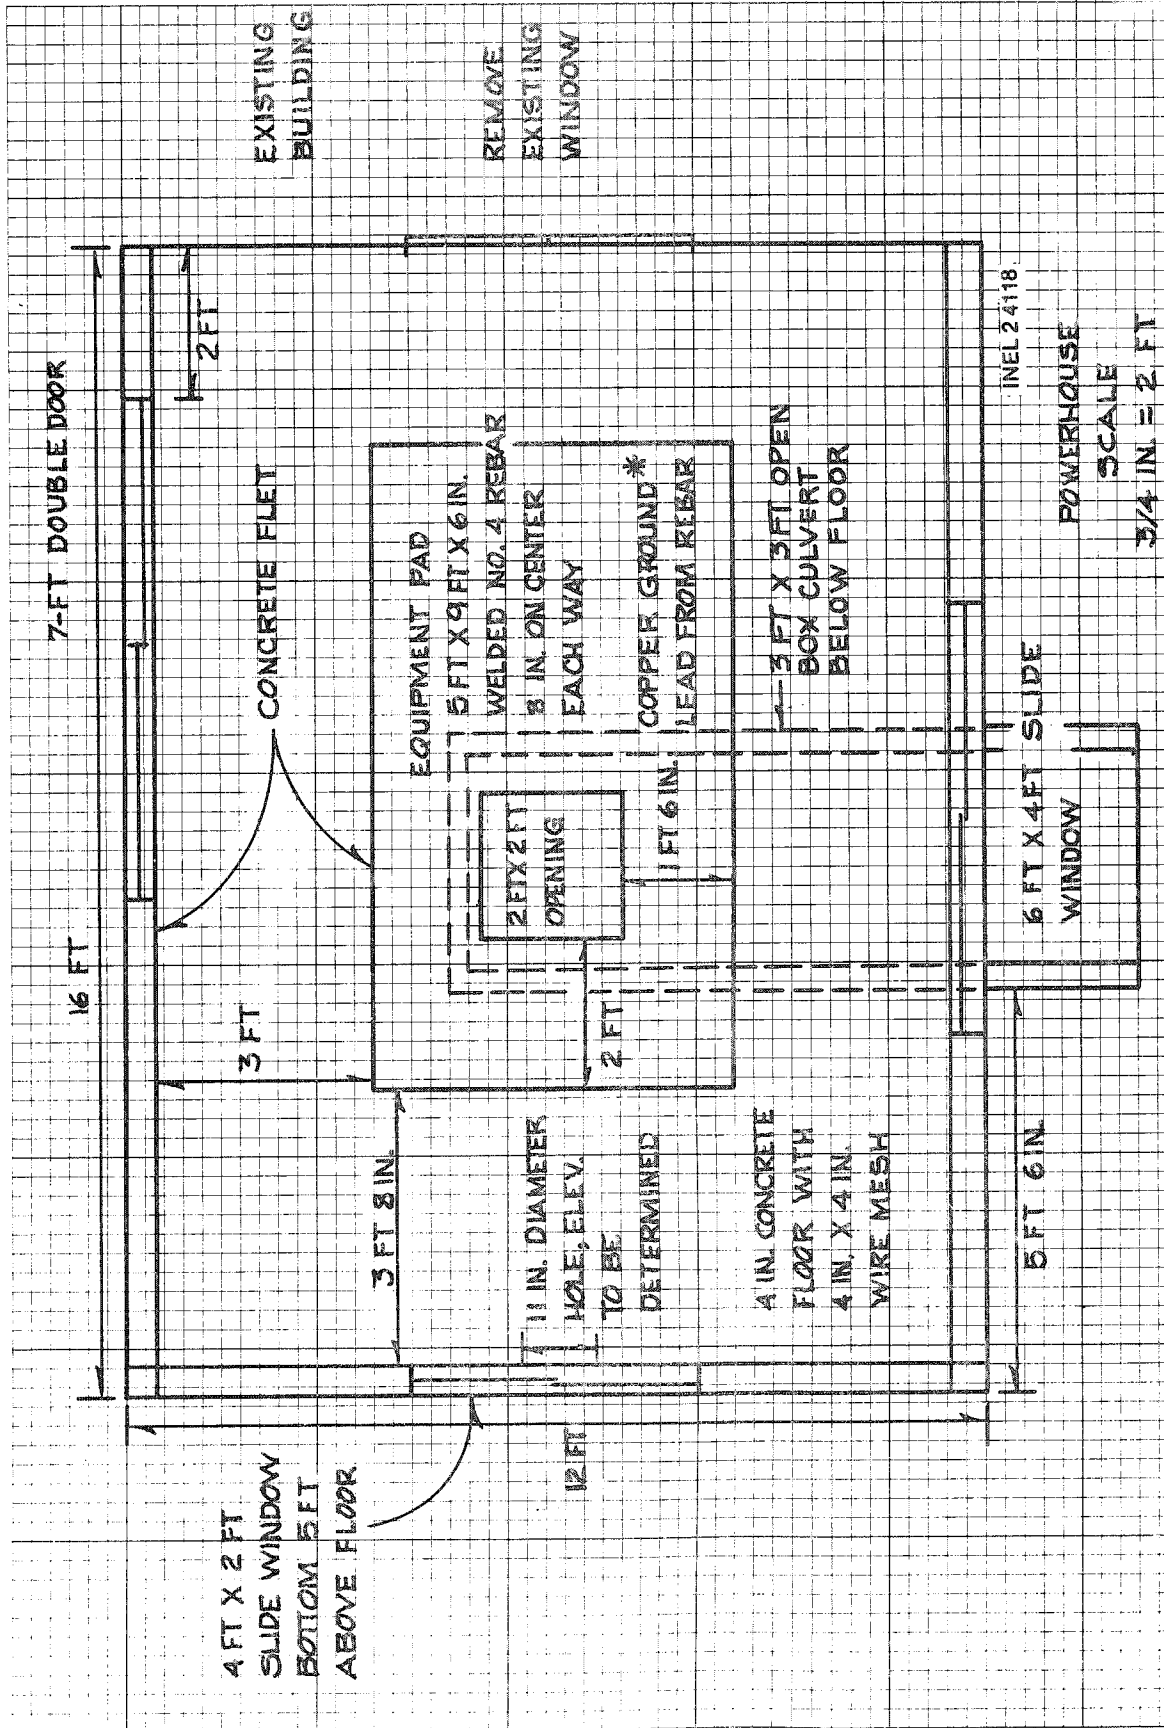 7-FT DOUBLE DOOR
16 FT
2 FT
EXISTING
BUILDING
CONCRETE FLET
3 FT
REMOVE
EXISTING
WINDOW
4 FT X 2 FT
SLIDE WINDOW
BOTTOM 5 FT
ABOVE FLOOR
3 FT 8 IN.
EQUIPMENT PAD
5 FT X 9 FT X 6 IN.
WELDED NO. 4 REBAR
8 IN. ON CENTER
EACH WAY
COPPER GROUND*
LEAD FROM REBAR
2 FT X 2 FT
OPENING
2 FT
1 FT 6 IN.
12 FT
11 IN. DIAMETER
HOLE, ELEV.
TO BE
DETERMINED
4 IN. CONCRETE
FLOOR WITH
4 IN. X 4 IN.
WIRE MESH
3 FT X 3 FT OPEN
BOX CULVERT
BELOW FLOOR
5 FT 6 IN.
6 FT X 4 FT SLIDE
WINDOW
INEL 2 4118
POWERHOUSE
SCALE
3/4 IN. = 2 FT